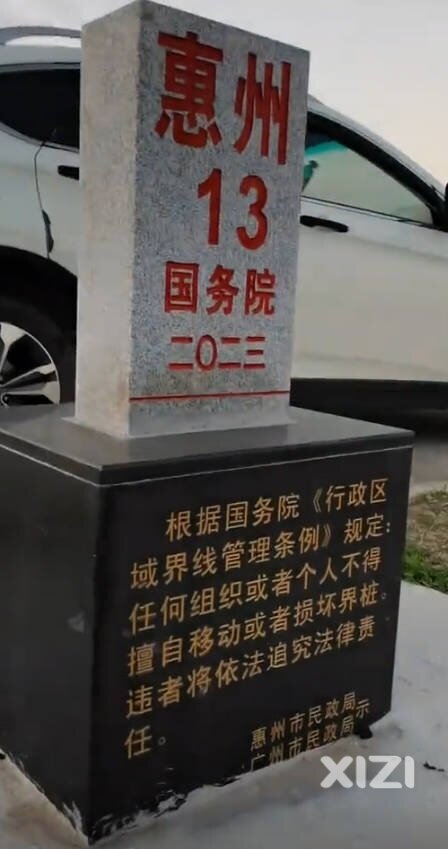 惠州
13
国务院
二〇二三
根据国务院《行政区
域界线管理条例》规定:
任何组织或者个人不得
擅自移动或者损坏界桩。
违者将依法追究法律责
任。
惠州市民政局
广州市民政局示
XIZI